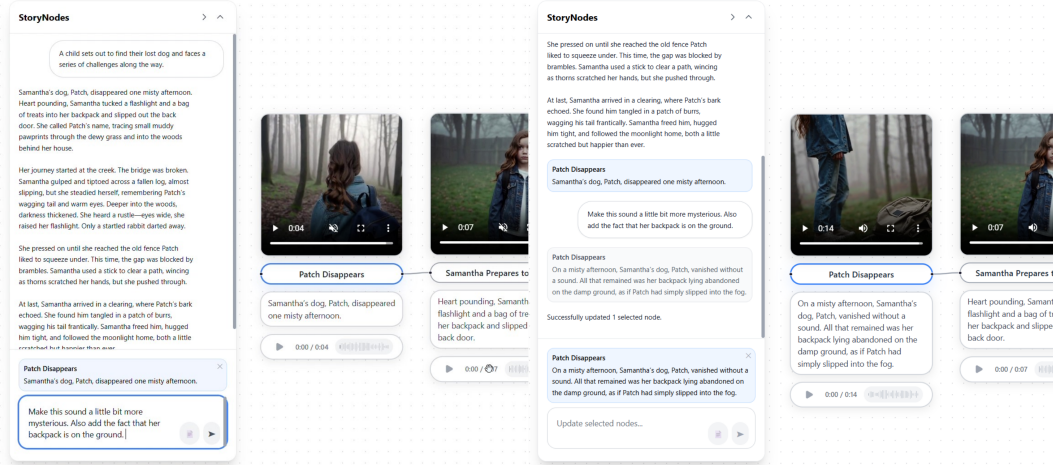 StoryNodes
A child sets out to find their lost dog and faces a
series of challenges along the way.
Samantha's dog, Patch, disappeared one misty afternoon.
Heart pounding, Samantha tucked a flashlight and a bag
of treats into her backpack and slipped out the back
door. She called Patch's name, tracing small muddy
pawprints through the dewy grass and into the woods
behind her house.
Her journey started at the creek. The bridge was broken.
Samantha gulped and tiptoed across a fallen log, almost
slipping, but she steadied herself, remembering Patch's
wagging tail and warm eyes. Deeper into the woods,
darkness thickened. She heard a rustle—eyes wide, she
raised her flashlight. Only a startled rabbit darted away.
She pressed on until she reached the old fence Patch
liked to squeeze under. This time, the gap was blocked by
brambles. Samantha used a stick to clear a path, wincing
as thorns scratched her hands, but she pushed through.
At last, Samantha arrived in a clearing, where Patch's bark
echoed. She found him tangled in a patch of burrs,
wagging his tail frantically. Samantha freed him, hugged
him tight, and followed the moonlight home, both a little
scratched but happier than ever.
Patch Disappears
Samantha's dog, Patch, disappeared one misty afternoon.
Make this sound a little bit more
mysterious. Also add the fact that her
backpack is on the ground.
0:04
0:07
Patch Disappears
Samantha Prepares to
Samantha's dog, Patch, disappeared
one misty afternoon.
Heart pounding, Samanth
flashlight and a bag of tre
her backpack and slipped
back door.
0:00 / 0:04
0:00 / 0:07
StoryNodes
She pressed on until she reached the old fence Patch
liked to squeeze under. This time, the gap was blocked by
brambles. Samantha used a stick to clear a path, wincing
as thorns scratched her hands, but she pushed through.
At last, Samantha arrived in a clearing, where Patch's bark
echoed. She found him tangled in a patch of burrs,
wagging his tail frantically. Samantha freed him, hugged
him tight, and followed the moonlight home, both a little
scratched but happier than ever.
Patch Disappears
Samantha's dog, Patch, disappeared one misty afternoon.
Make this sound a little bit more mysterious. Also
add the fact that her backpack is on the ground.
Patch Disappears
On a misty afternoon, Samantha's dog, Patch, vanished without
a sound. All that remained was her backpack lying abandoned
on the damp ground, as if Patch had simply slipped into the fog.
Successfully updated 1 selected node.
Patch Disappears
On a misty afternoon, Samantha's dog, Patch, vanished without a
sound. All that remained was her backpack lying abandoned on
the damp ground, as if Patch had simply slipped into the fog.
Update selected nodes...
0:14
0:07
Patch Disappears
Samantha Prepares t
On a misty afternoon, Samantha's
dog, Patch, vanished without a
sound. All that remained was her
backpack lying abandoned on the
damp ground, as if Patch had
simply slipped into the fog.
Heart pounding, Samant
flashlight and a bag of tr
her backpack and slippe
back door.
0:00 / 0:14
0:00 / 0:07